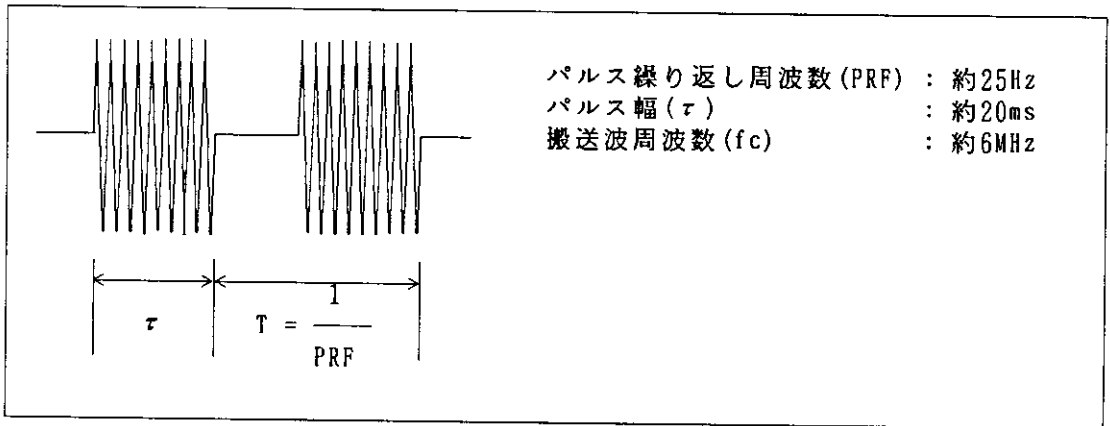 パルス繰り返し周波数(PRF) : 約25Hz
パルス幅(τ) : 約20ms
搬送波周波数(fc) : 約6MHz
τ
T = 1
PRF